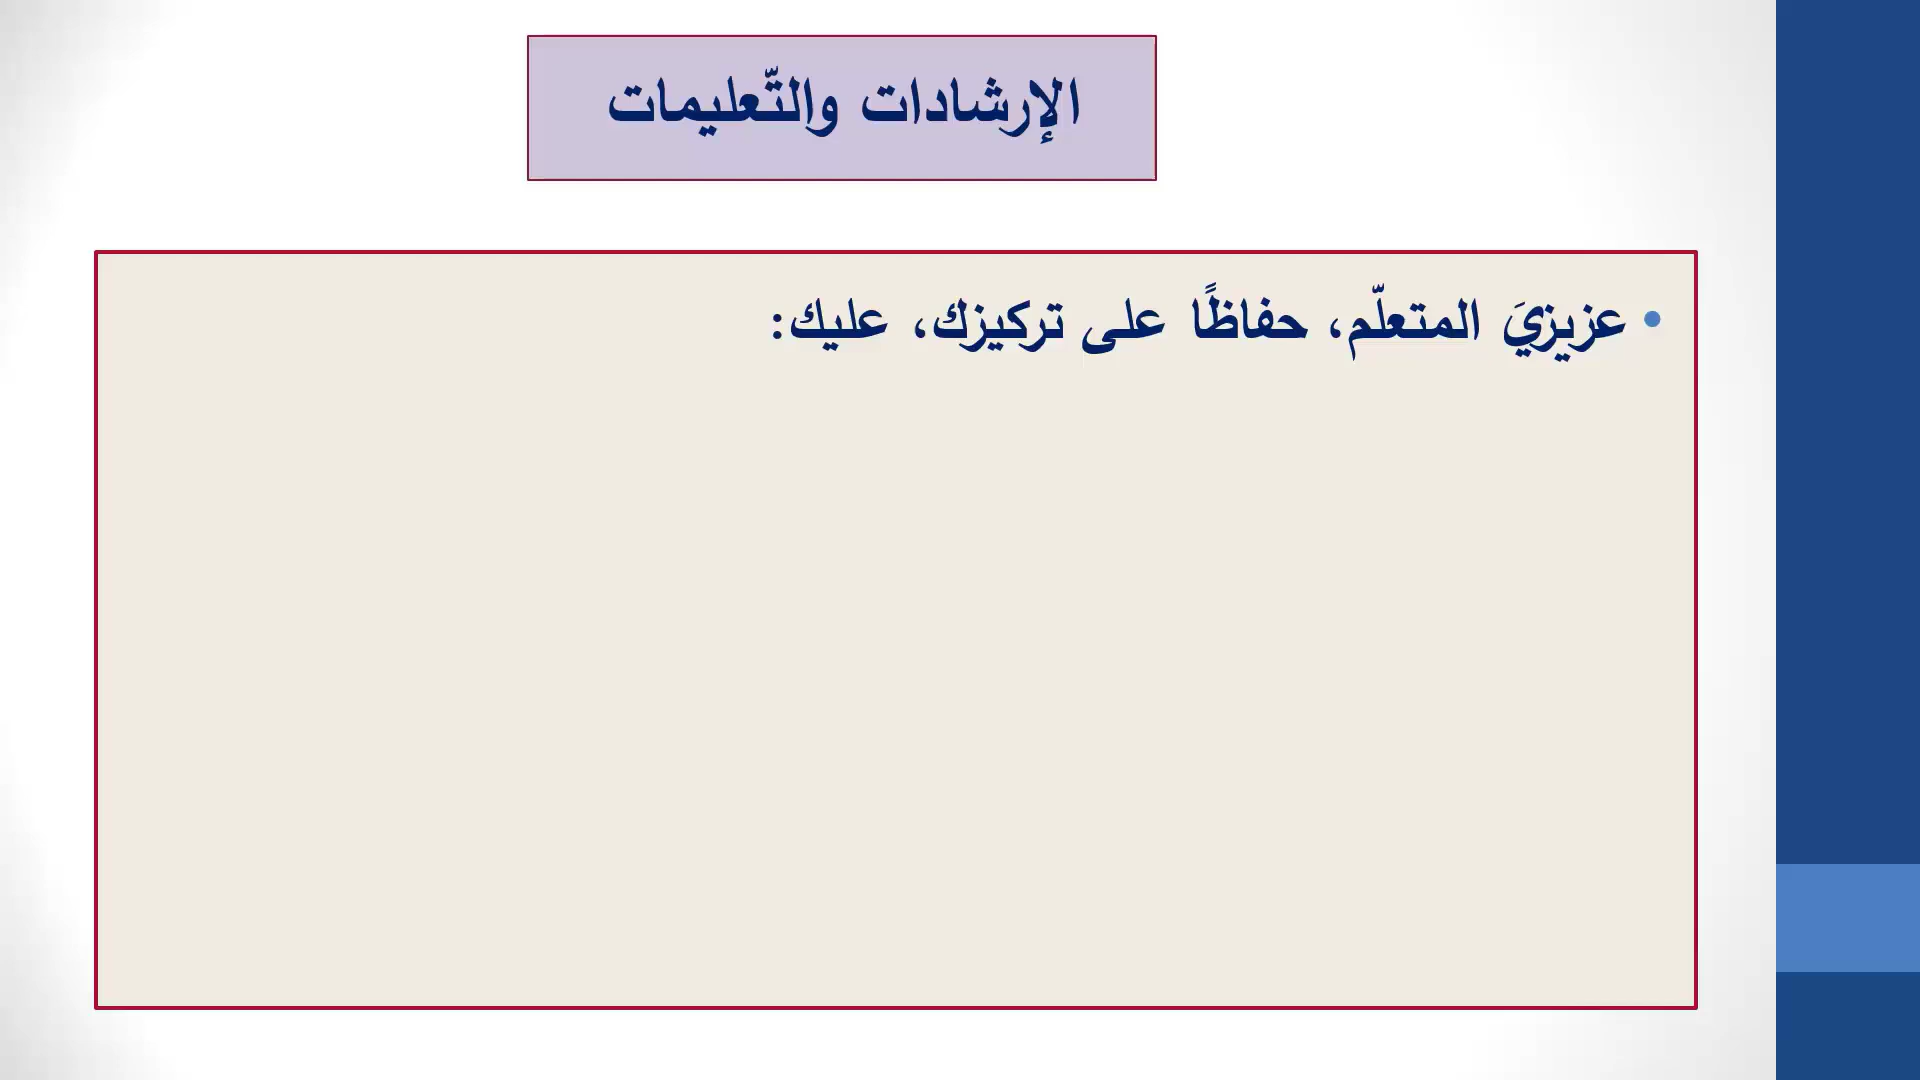 الإرشادات والتّعليمات
• عزيزيَ المتعلّم، حفاظًا على تركيزك، عليك: